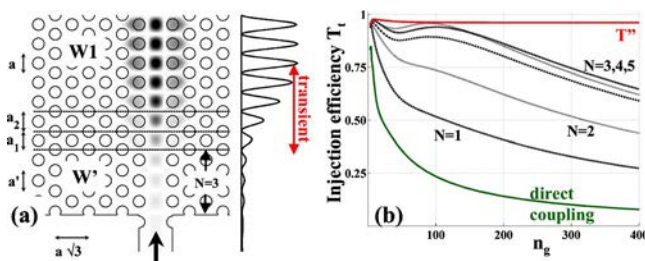 W1
a
a2
a1
W'
a'
N=3
(a)
a √3
transient
Injection efficiency Tt
1
0.75
0.5
0.25
0
T”
N=3,4,5
N=2
N=1
direct
coupling
(b)
100
200
300
400
ng